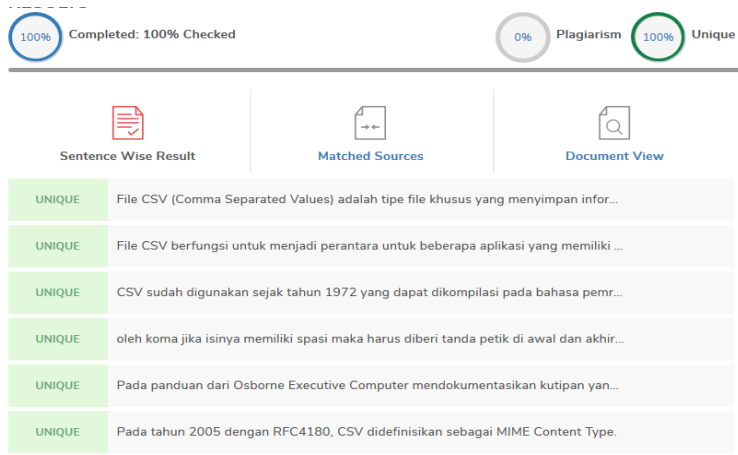 100% Completed: 100% Checked 0% Plagiarism 100% Unique
Sentence Wise Result Matched Sources Document View
UNIQUE File CSV (Comma Separated Values) adalah tipe file khusus yang menyimpan infor...
UNIQUE File CSV berfungsi untuk menjadi perantara untuk beberapa aplikasi yang memiliki ...
UNIQUE CSV sudah digunakan sejak tahun 1972 yang dapat dikompilasi pada bahasa pemr...
UNIQUE oleh koma jika isinya memiliki spasi maka harus diberi tanda petik di awal dan akhir...
UNIQUE Pada panduan dari Osborne Executive Computer mendokumentasikan kutipan yan...
UNIQUE Pada tahun 2005 dengan RFC4180, CSV didefinisikan sebagai MIME Content Type.